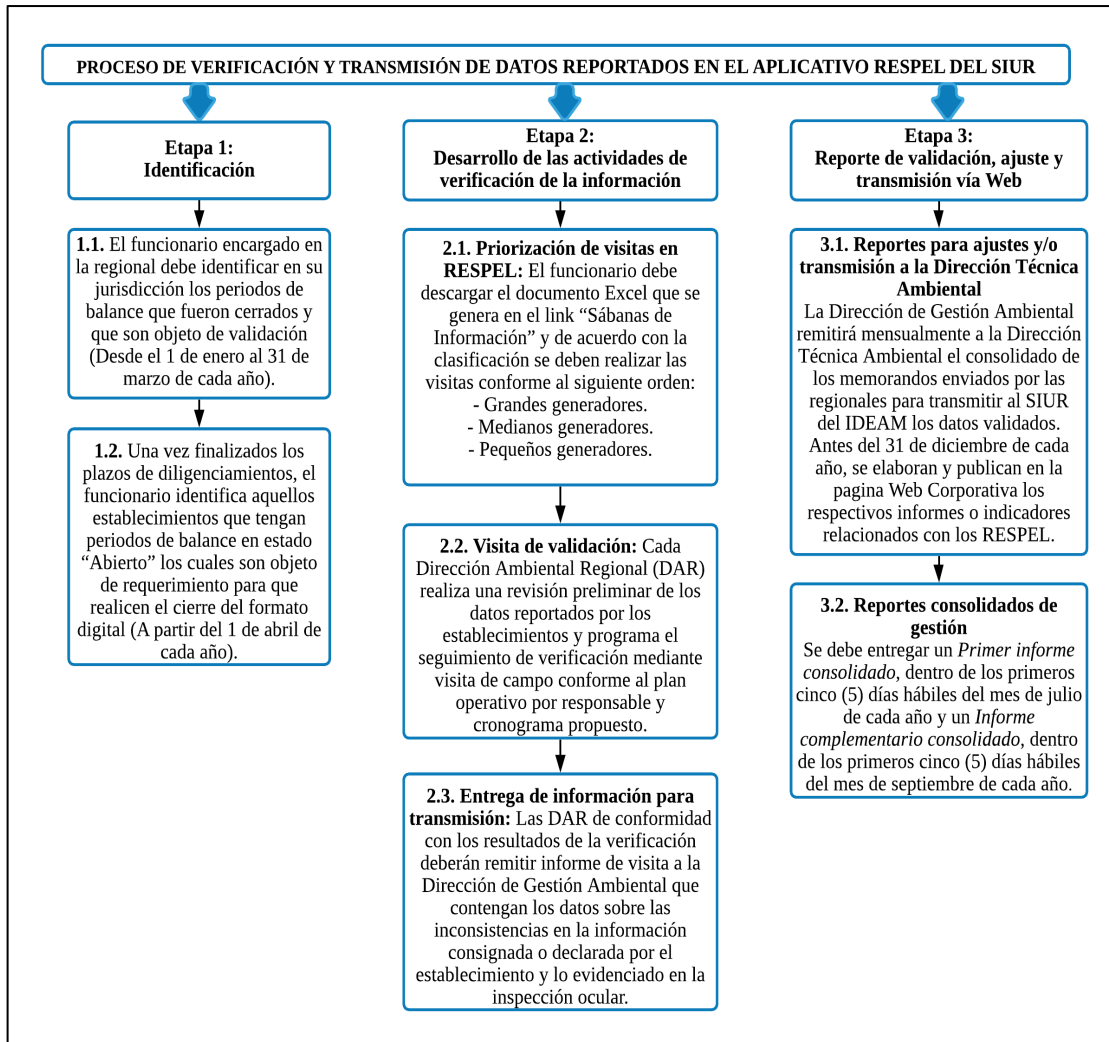 PROCESO DE VERIFICACIÓN Y TRANSMISIÓN DE DATOS REPORTADOS EN EL APLICATIVO RESPEL DEL SIUR
Etapa 1:
Identificación
1.1. El funcionario encargado en
la regional debe identificar en su
jurisdicción los periodos de
balance que fueron cerrados y
que son objeto de validación
(Desde el 1 de enero al 31 de
marzo de cada año).
1.2. Una vez finalizados los
plazos de diligenciamientos, el
funcionario identifica aquellos
establecimientos que tengan
periodos de balance en estado
“Abierto” los cuales son objeto
de requerimiento para que
realicen el cierre del formato
digital (A partir del 1 de abril de
cada año).
Etapa 2:
Desarrollo de las actividades de
verificación de la información
2.1. Priorización de visitas en
RESPEL: El funcionario debe
descargar el documento Excel que se
genera en el link “Sábanas de
Información” y de acuerdo con la
clasificación se deben realizar las
visitas conforme al siguiente orden:
- Grandes generadores.
- Medianos generadores.
- Pequeños generadores.
2.2. Visita de validación: Cada
Dirección Ambiental Regional (DAR)
realiza una revisión preliminar de los
datos reportados por los
establecimientos y programa el
seguimiento de verificación mediante
visita de campo conforme al plan
operativo por responsable y
cronograma propuesto.
2.3. Entrega de información para
transmisión: Las DAR de conformidad
con los resultados de la verificación
deberán remitir informe de visita a la
Dirección de Gestión Ambiental que
contengan los datos sobre las
inconsistencias en la información
consignada o declarada por el
establecimiento y lo evidenciado en la
inspección ocular.
Etapa 3:
Reporte de validación, ajuste y
transmisión vía Web
3.1. Reportes para ajustes y/o
transmisión a la Dirección Técnica
Ambiental
La Dirección de Gestión Ambiental
remitirá mensualmente a la Dirección
Técnica Ambiental el consolidado de
los memorandos enviados por las
regionales para transmitir al SIUR
del IDEAM los datos validados.
Antes del 31 de diciembre de cada
año, se elaboran y publican en la
pagina Web Corporativa los
respectivos informes o indicadores
relacionados con los RESPEL.
3.2. Reportes consolidados de
gestión
Se debe entregar un Primer informe
consolidado, dentro de los primeros
cinco (5) días hábiles del mes de julio
de cada año y un Informe
complementario consolidado, dentro
de los primeros cinco (5) días hábiles
del mes de septiembre de cada año.